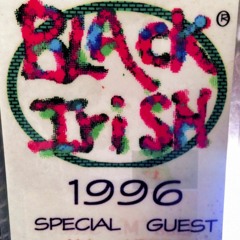 BLACK ®
IRiSH
1996
SPECIAL GUEST